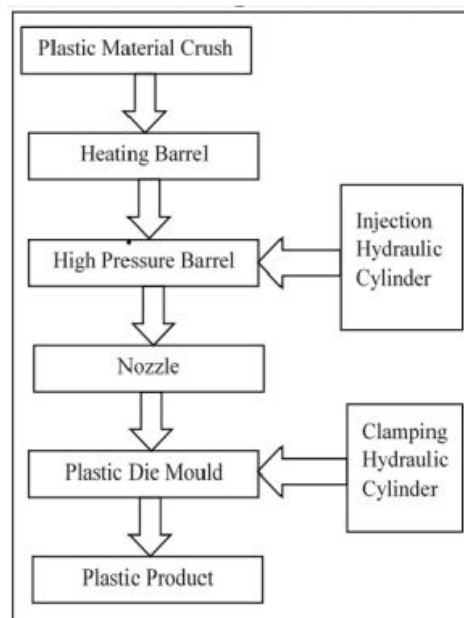 Plastic Material Crush
Heating Barrel
High Pressure Barrel
Injection
Hydraulic
Cylinder
Nozzle
Plastic Die Mould
Clamping
Hydraulic
Cylinder
Plastic Product